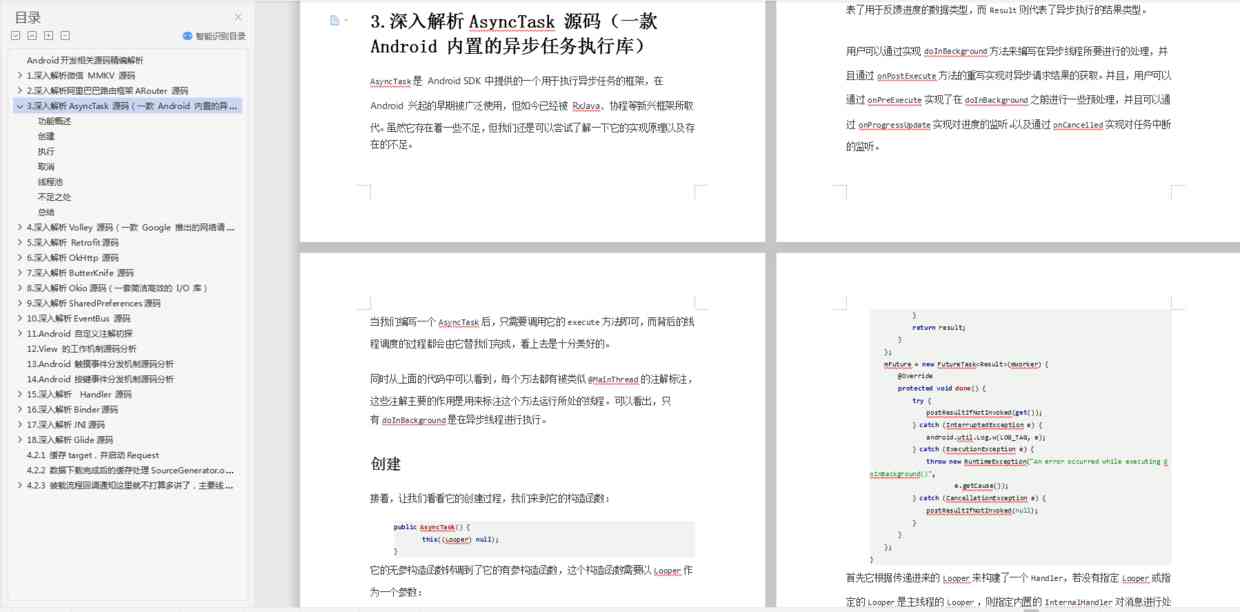 目录
智能识别目录
Android开发相关源码精编解析
1.深入解析微信 MMKV 源码
2.深入解析阿里巴巴路由框架 ARouter 源码
3.深入解析 AsyncTask 源码（一款 Android 内置的异...
功能概述
创建
执行
取消
线程池
不足之处
总结
4.深入解析 Volley 源码（一款 Google 推出的网络请 ...
5.深入解析 Retrofit 源码
6.深入解析 OkHttp 源码
7.深入解析 ButterKnife 源码
8.深入解析 Okio 源码（一套简洁高效的 I/O 库）
9.深入解析 SharedPreferences 源码
10.深入解析 EventBus 源码
11.Android 自定义注解初探
12.View 的工作机制源码分析
13.Android 触摸事件分发机制源码分析
14.Android 按键事件分发机制源码分析
15.深入解析 Handler 源码
16.深入解析 Binder 源码
17.深入解析 JNI 源码
18.深入解析 Glide 源码
4.2.1 缓存 target，并启动 Request
4.2.2 数据下载完成后的缓存处理 SourceGenerator.o...
4.2.3 装载流程回调通知这里就不打算多讲了，主要线 ...
3.深入解析 AsyncTask 源码（一款
Android 内置的异步任务执行库）
AsyncTask 是 Android SDK 中提供的一个用于执行异步任务的框架，在
Android 兴起的早期被广泛使用，但如今已经被 RxJava、协程等新兴框架所取
代。虽然它存在着一些不足，但我们还是可以尝试了解一下它的实现原理以及存
在的不足。
表了用于反馈进度的数据类型，而 Result 则代表了异步执行的结果类型。
用户可以通过实现 doInBackground 方法来编写在异步线程所要进行的处理，并
且通过 onPostExecute 方法的重写实现对异步请求结果的获取。并且，用户可以
通过 onPreExecute 实现了在 doInBackground 之前进行一些预处理，并且可以通
过 onProgressUpdate 实现对进度的监听。以及通过 onCancelled 实现对任务中断
的监听。
当我们编写一个 AsyncTask 后，只需要调用它的 execute 方法即可，而背后的线
程调度的过程都会由它替我们完成，看上去是十分美好的。
同时从上面的代码中可以看到，每个方法都有被类似 @MainThread 的注解标注，
这些注解主要的作用是用来标注这个方法运行所处的线程。可以看出，只
有 doInBackground 是在异步线程进行执行。
创建
接着，让我们看看它的创建过程，我们来到它的构造函数：
public AsyncTask() {
this((Looper) null);
}
它的无参构造函数转调到了它的有参构造函数，这个构造函数需要以 Looper 作
为一个参数：
}
return result;
}
};
mFuture = new FutureTask<Result>(mWorker) {
@Override
protected void done() {
try {
postResultIfNotInvoked(get());
} catch (InterruptedException e) {
android.util.Log.w(LOG_TAG, e);
} catch (ExecutionException e) {
throw new RuntimeException("An error occurred while executing d
oInBackground()",
e.getCause());
} catch (CancellationException e) {
postResultIfNotInvoked(null);
}
}
};
}
首先它根据传递进来的 Looper 来构建了一个 Handler，若没有指定 Looper 或指
定的 Looper 是主线程的 Looper ，则指定内置的 InternalHandler 对消息进行处